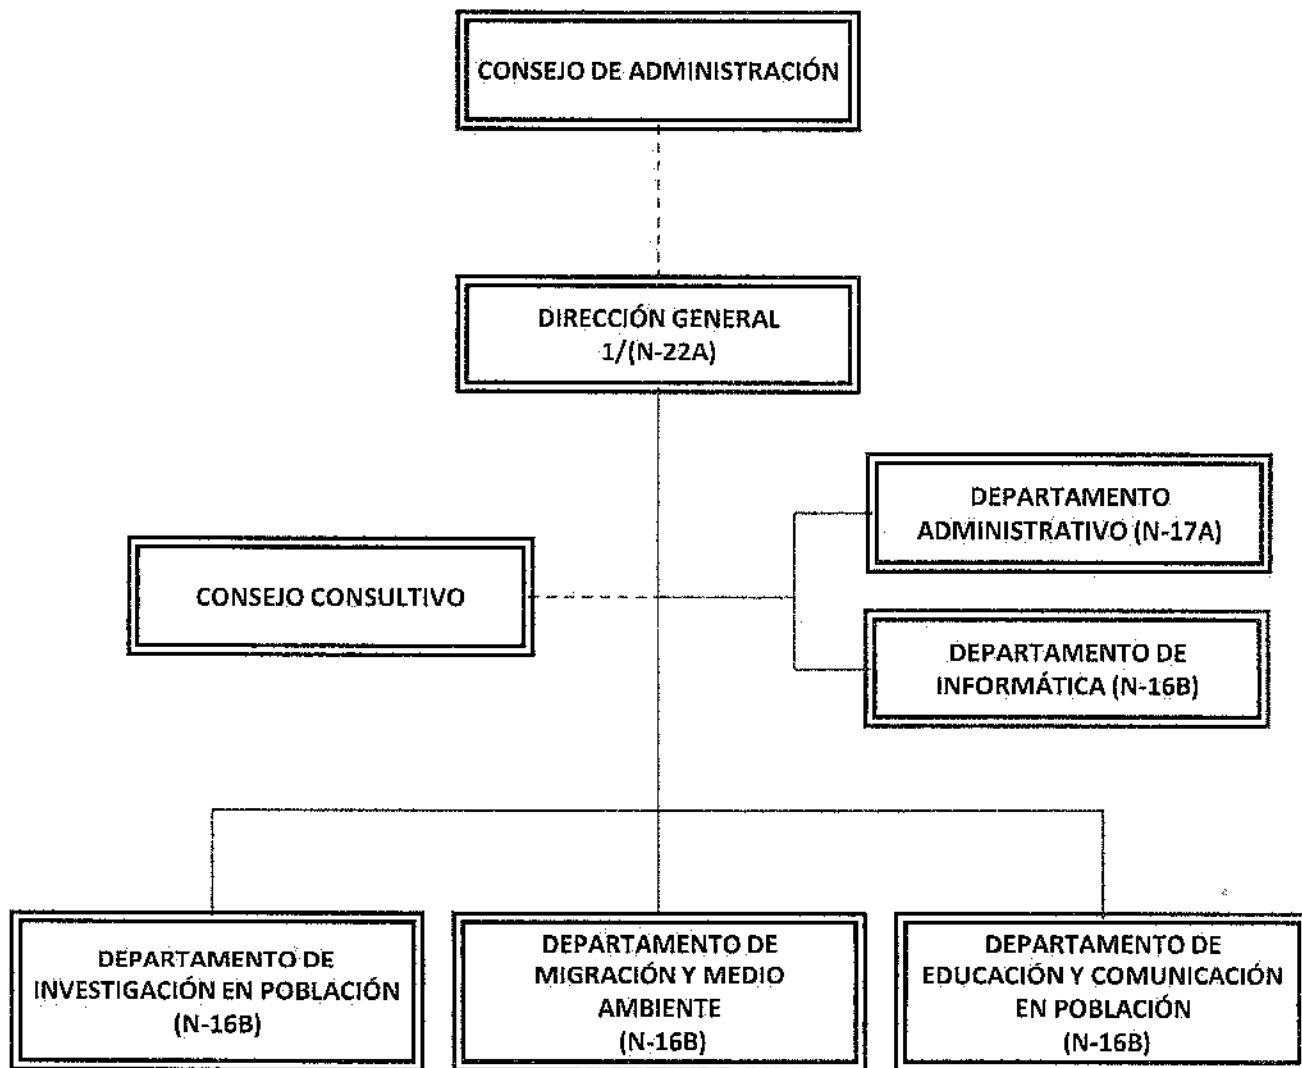 CONSEJO DE ADMINISTRACIÓN
DIRECCIÓN GENERAL
1/(N-22A)
DEPARTAMENTO
ADMINISTRATIVO (N-17A)
CONSEJO CONSULTIVO
DEPARTAMENTO DE
INFORMÁTICA (N-16B)
DEPARTAMENTO DE
INVESTIGACIÓN EN POBLACIÓN
(N-16B)
DEPARTAMENTO DE
MIGRACIÓN Y MEDIO
AMBIENTE
(N-16B)
DEPARTAMENTO DE
EDUCACIÓN Y COMUNICACIÓN
EN POBLACIÓN
(N-16B)